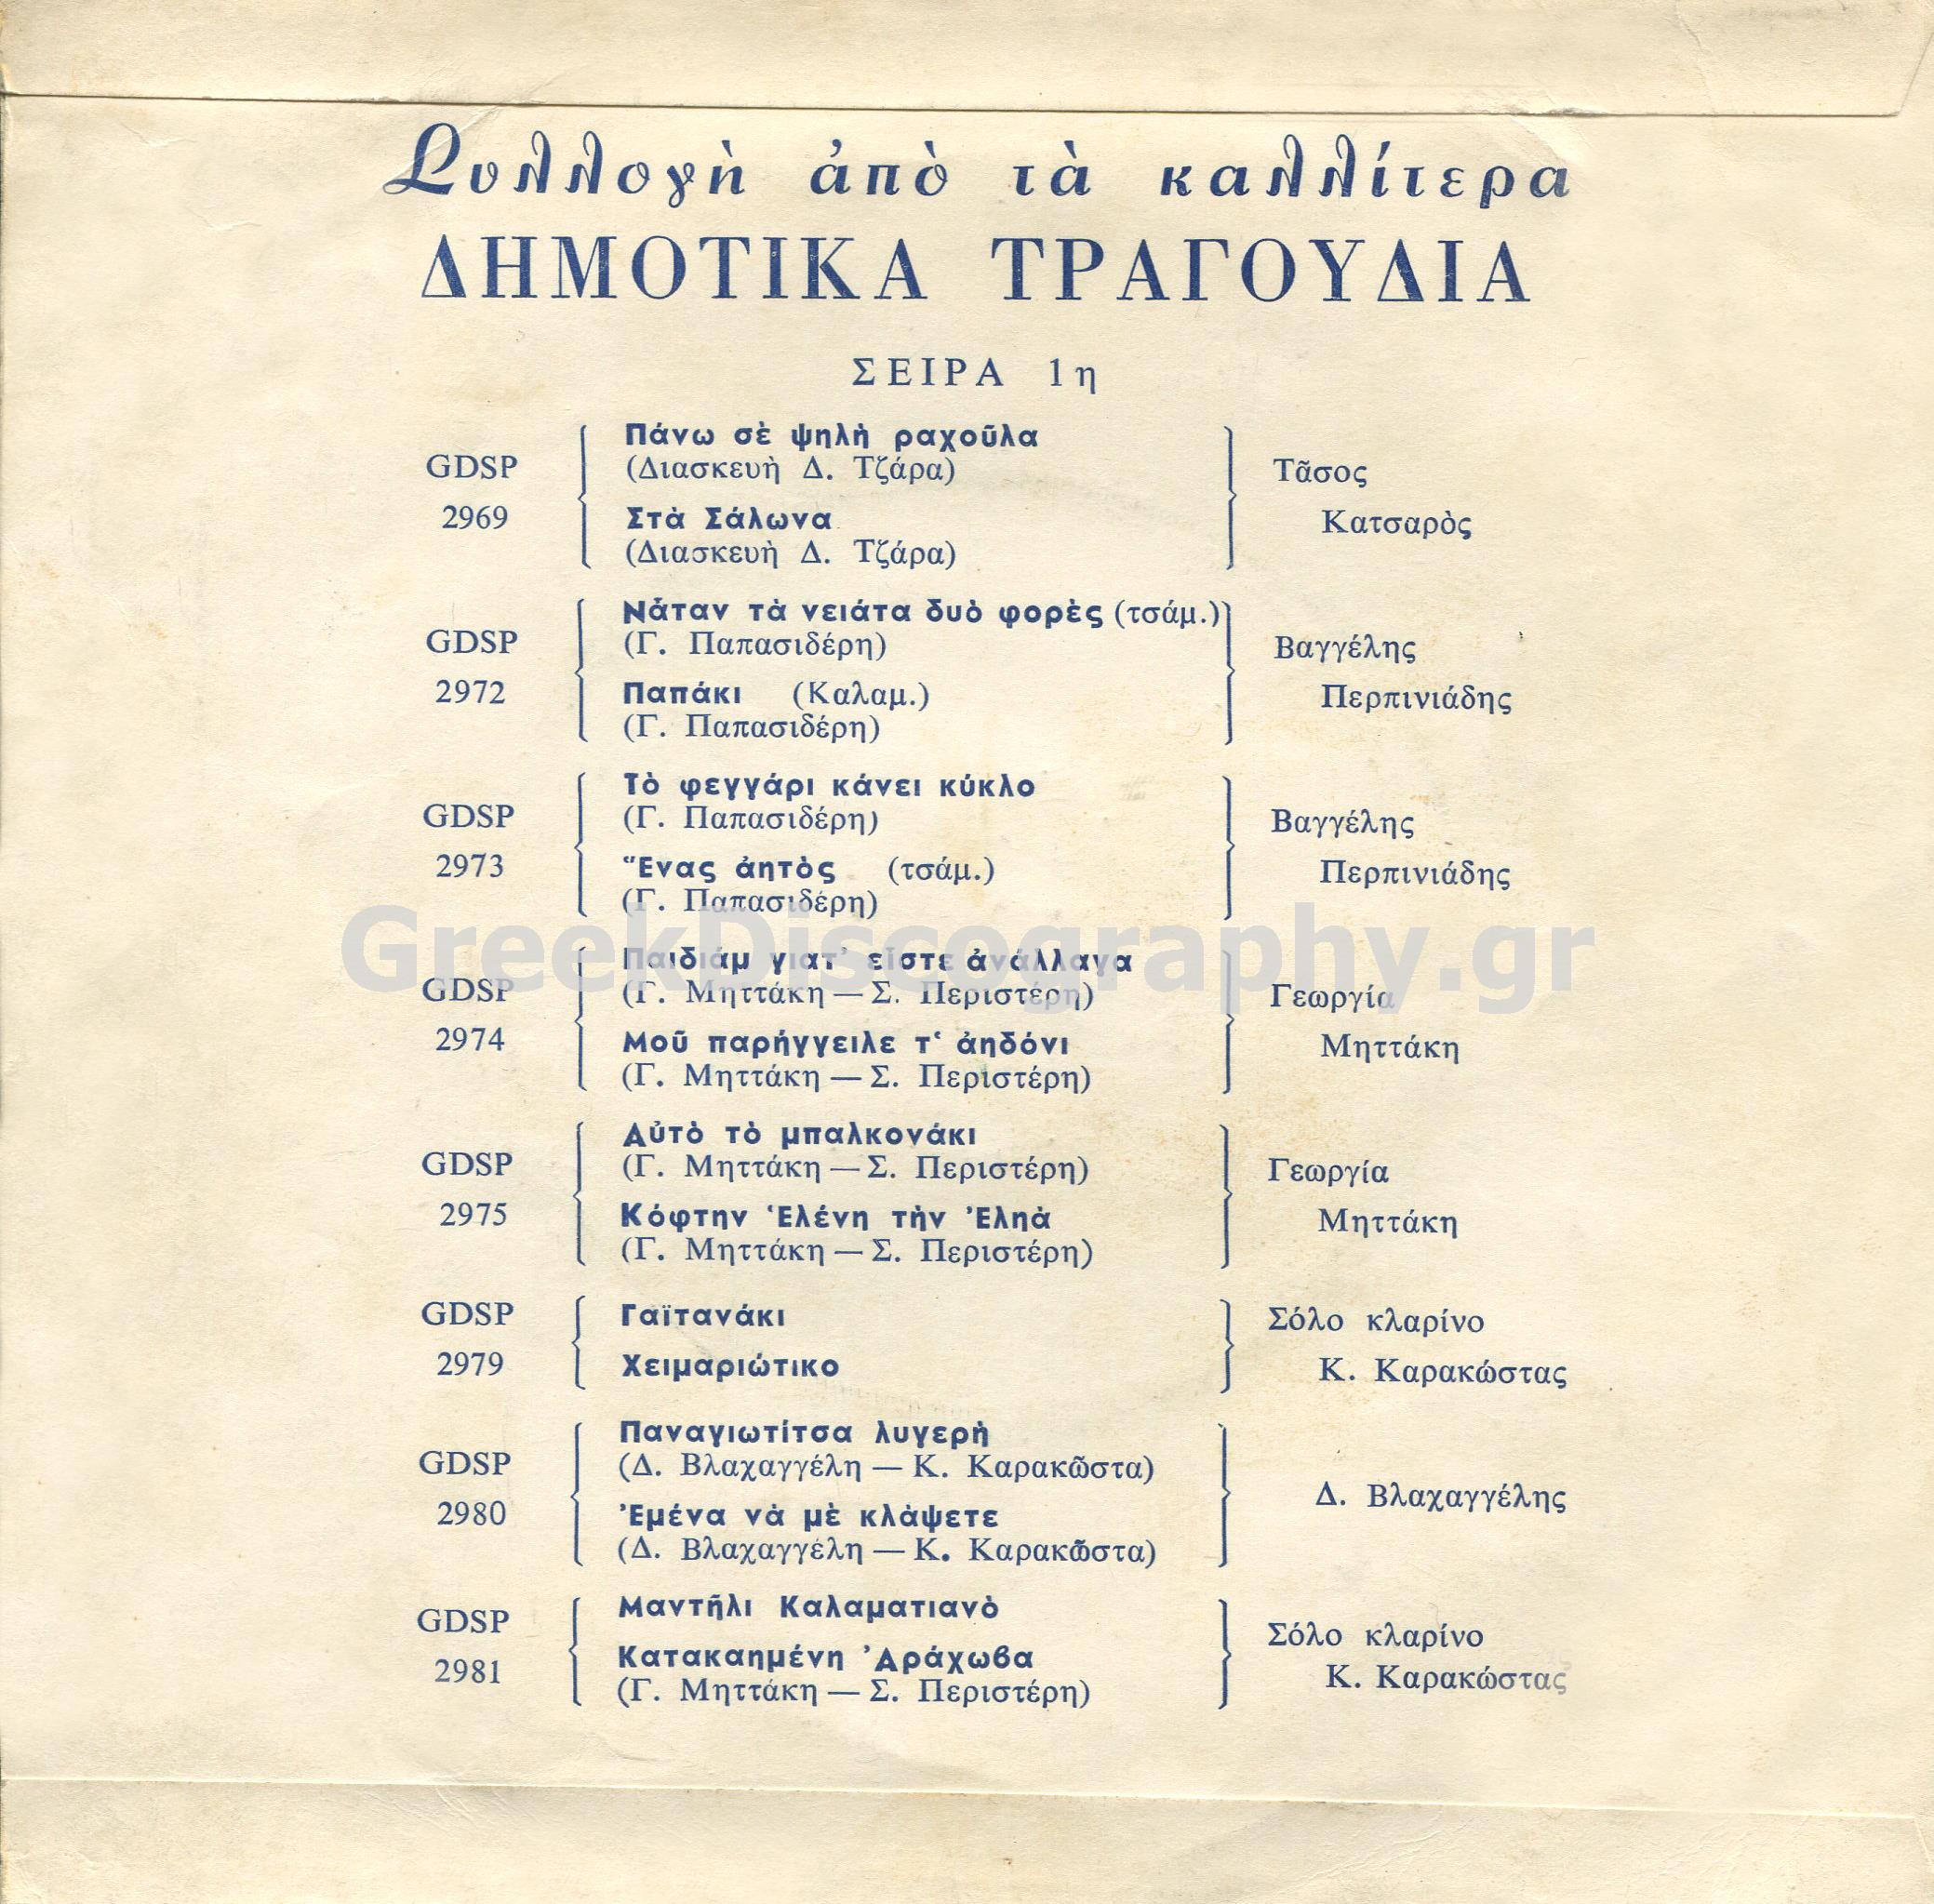 Συλλογὴ ἀπὸ τὰ καλλίτερα
ΔΗΜΟΤΙΚΑ ΤΡΑΓΟΥΔΙΑ
ΣΕΙΡΑ 1η
GDSP 2969
Πάνω σὲ ψηλὴ ραχοῦλα
(Διασκευὴ Δ. Τζάρα)
Στὰ Σάλωνα
(Διασκευὴ Δ. Τζάρα)
Τᾶσος
Κατσαρὸς
GDSP 2972
Νἆταν τὰ νειάτα δυὸ φορὲς (τσάμ.)
(Γ. Παπασιδέρη)
Παπάκι (Καλαμ.)
(Γ. Παπασιδέρη)
Βαγγέλης
Περπινιάδης
GDSP 2973
Τὸ φεγγάρι κάνει κύκλο
(Γ. Παπασιδέρη)
Ἕνας ἀητὸς (τσάμ.)
(Γ. Παπασιδέρη)
Βαγγέλης
Περπινιάδης
GreekDiscography.gr
GDSP 2974
Παιδιάμ γιατ' εἶστε ἀνάλλαγα
(Γ. Μηττάκη — Σ. Περιστέρη)
Μοῦ παρήγγειλε τ‘ ἀηδόνι
(Γ. Μηττάκη — Σ. Περιστέρη)
Γεωργία
Μηττάκη
GDSP 2975
Αὐτὸ τὸ μπαλκονάκι
(Γ. Μηττάκη — Σ. Περιστέρη)
Κόφτην Ἑλένη τὴν Ἐληὰ
(Γ. Μηττάκη — Σ. Περιστέρη)
Γεωργία
Μηττάκη
GDSP 2979
Γαϊτανάκι
Χειμαριώτικο
Σόλο κλαρίνο
Κ. Καρακώστας
GDSP 2980
Παναγιωτίτσα λυγερὴ
(Δ. Βλαχαγγέλη — Κ. Καρακῶστα)
Ἐμένα νὰ μὲ κλάψετε
(Δ. Βλαχαγγέλη — Κ. Καρακῶστα)
Δ. Βλαχαγγέλης
GDSP 2981
Μαντῆλι Καλαματιανὸ
Κατακαημένη Ἀράχωβα
(Γ. Μηττάκη — Σ. Περιστέρη)
Σόλο κλαρίνο
Κ. Καρακώστας